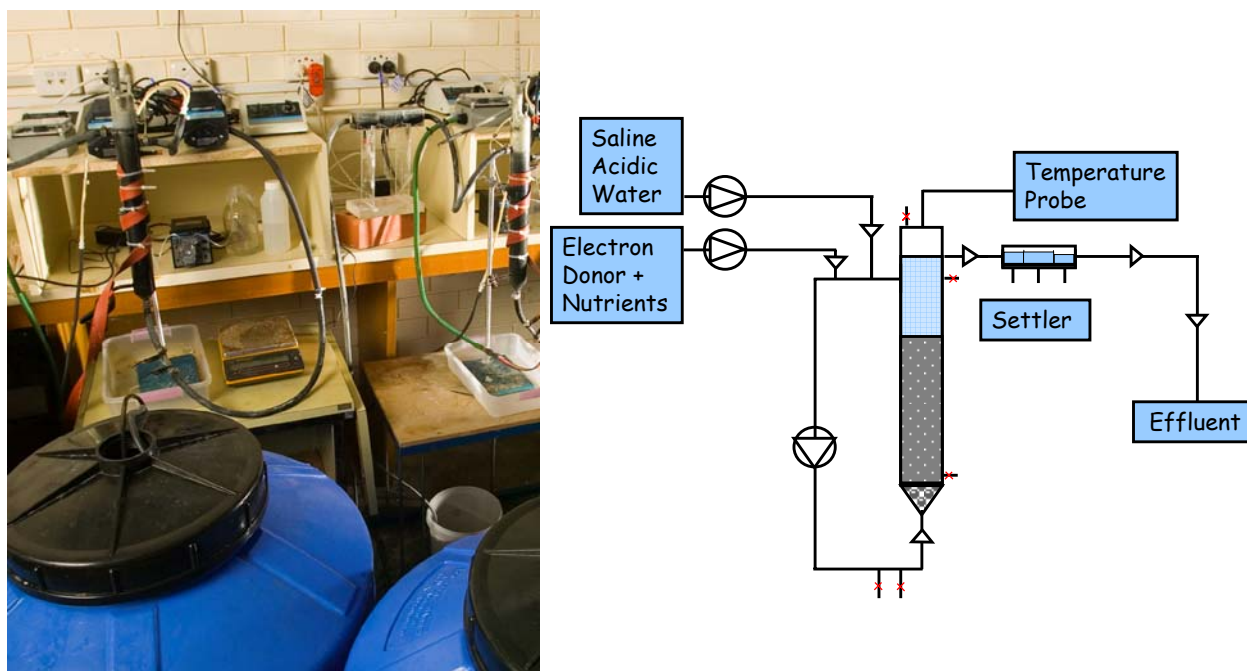 Saline
Acidic
Water
Electron
Donor +
Nutrients
Temperature
Probe
Settler
Effluent